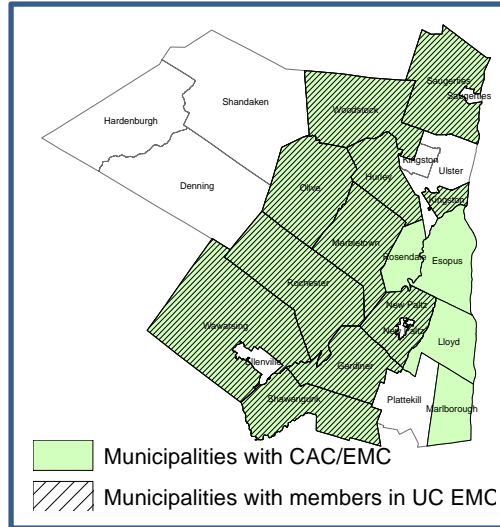 Saugerties
Saugerties
Shandaken
Woodstock
Hardenburgh
Kingston
Ulster
Hurley
Denning
Olive
Kingston
Marbletown
Rosendale
Esopus
Rochester
New Paltz
Wawarsing
New Paltz
Lloyd
Ellenville
Gardiner
Shawangunk
Plattekill
Marlborough
Municipalities with CAC/EMC
Municipalities with members in UC EMC